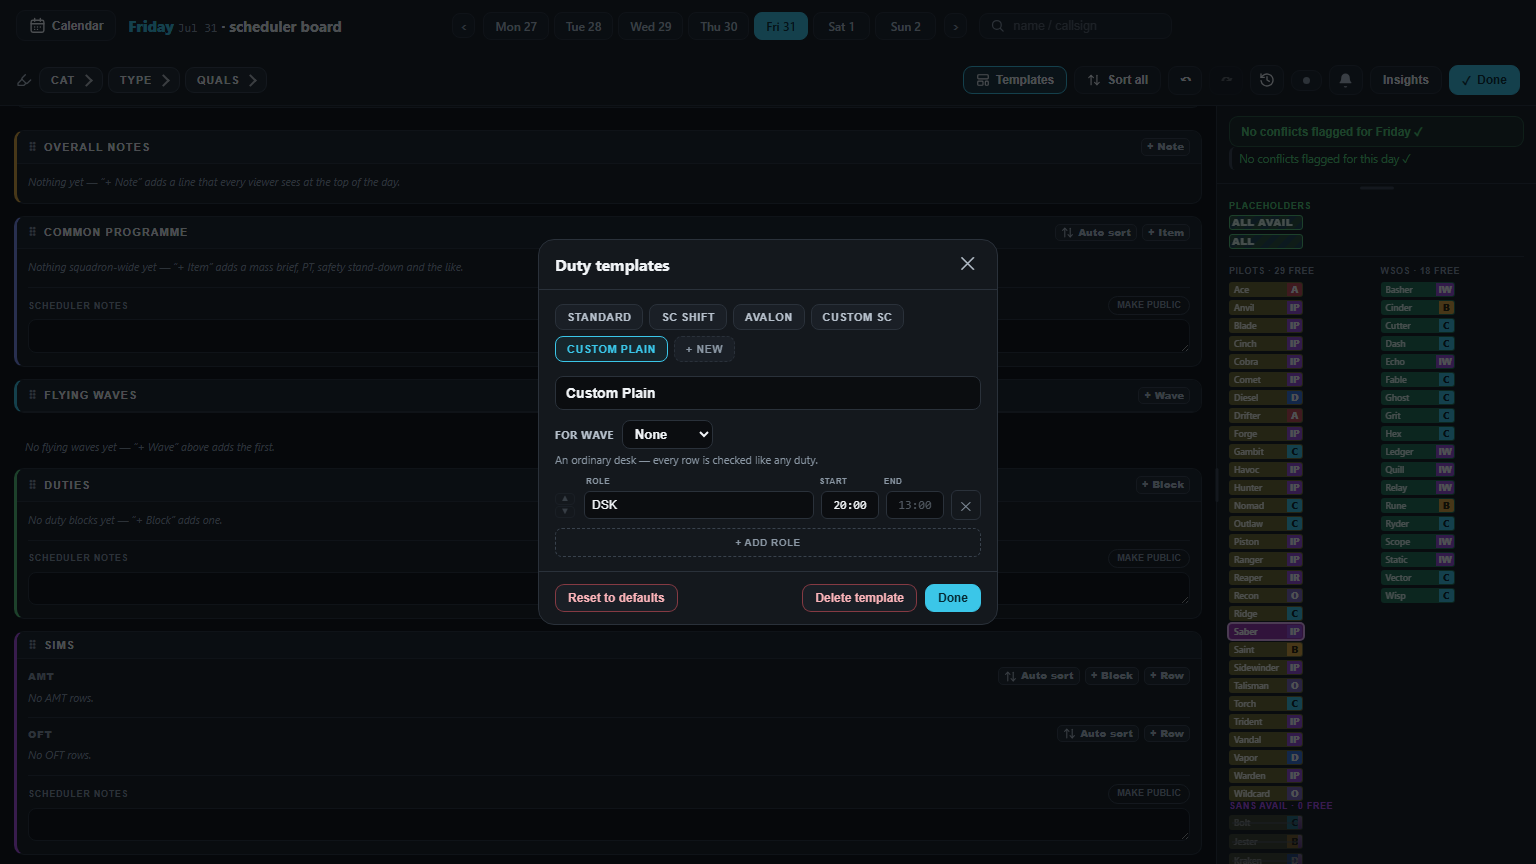 Calendar
Friday Jul 31 · scheduler board
‹ Mon 27 Tue 28 Wed 29 Thu 30 Fri 31 Sat 1 Sun 2 ›
name / callsign
CAT TYPE QUALS
Templates Sort all Insights ✓ Done
OVERALL NOTES
+ Note
Nothing yet — "+ Note" adds a line that every viewer sees at the top of the day.
COMMON PROGRAMME
Auto sort + Item
Nothing squadron-wide yet — "+ Item" adds a mass brief, PT, safety stand-down and the like.
SCHEDULER NOTES
MAKE PUBLIC
FLYING WAVES
+ Wave
No flying waves yet — "+ Wave" above adds the first.
DUTIES
+ Block
No duty blocks yet — "+ Block" adds one.
SCHEDULER NOTES
MAKE PUBLIC
SIMS
AMT
Auto sort + Block + Row
No AMT rows.
OFT
Auto sort + Row
No OFT rows.
SCHEDULER NOTES
MAKE PUBLIC
Duty templates
STANDARD SC SHIFT AVALON CUSTOM SC
CUSTOM PLAIN + NEW
Custom Plain
FOR WAVE None
An ordinary desk — every row is checked like any duty.
ROLE START END
DSK 20:00 13:00
+ ADD ROLE
Reset to defaults Delete template Done
No conflicts flagged for Friday ✓
No conflicts flagged for this day ✓
PLACEHOLDERS
ALL AVAIL
ALL
PILOTS · 29 FREE
Ace A
Anvil IP
Blade IP
Cinch IP
Cobra IP
Comet IP
Diesel D
Drifter A
Forge IP
Gambit C
Havoc IP
Hunter IP
Nomad C
Outlaw C
Piston IP
Ranger IP
Reaper IR
Recon O
Ridge C
Saber IP
Saint B
Sidewinder IP
Talisman O
Torch C
Trident IP
Vandal IP
Vapor D
Warden IP
Wildcard O
WSOS · 18 FREE
Basher IW
Cinder B
Cutter C
Dash C
Echo IW
Fable C
Ghost C
Grit C
Hex C
Ledger IW
Quill IW
Relay IW
Rune B
Ryder C
Scope IW
Static IW
Vector C
Wisp C
SANS AVAIL · 0 FREE
Bolt C
Jester B
Kraken D